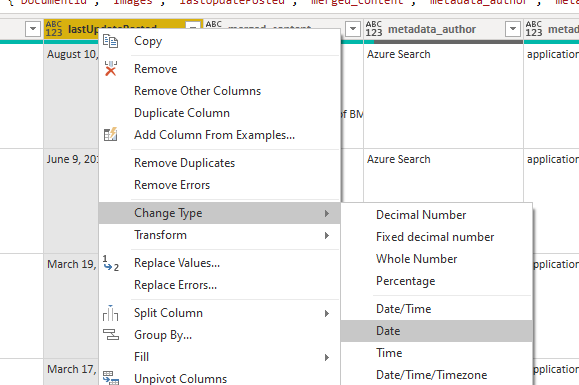 {"DocumentId", "Images", "lastUpdatePosted", "merged_content", "metadata_author",
ABC
123 lastUpdatePosted
ABC
123 merged_content
ABC
123 metadata_author
ABC
123
August 10,
of BM
Azure Search
application
June 9, 20
Azure Search
application
March 19,
application
March 17,
application
Copy
Remove
Remove Other Columns
Duplicate Column
Add Column From Examples...
Remove Duplicates
Remove Errors
Change Type
Transform
Replace Values...
Replace Errors...
Split Column
Group By...
Fill
Unpivot Columns
Decimal Number
Fixed decimal number
Whole Number
Percentage
Date/Time
Date
Time
Date/Time/Timezone